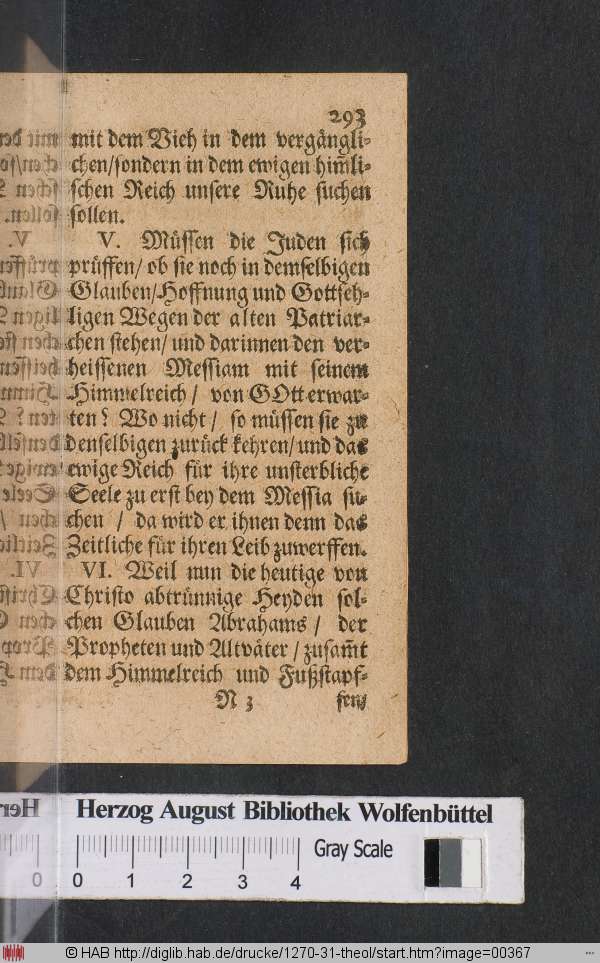 293
mit dem Vieh in dem vergängli-
chen/sondern in dem ewigen him̄li-
schen Reich unsere Ruhe suchen
sollen.
V. Müssen die Juden sich
prüffen/ ob sie noch in demselbigen
Glauben/Hoffnung und Gottseh-
ligen Wegen der alten Patriar-
chen stehen/ und darinnen den ver-
heissenen Messiam mit seinem
Himmelreich / von GOtt erwar-
ten? Wo nicht / so müssen sie zu
denselbigen zurück kehren/ und das
ewige Reich für ihre unsterbliche
Seele zu erst bey dem Messia su-
chen / da wird er ihnen denn das
Zeitliche für ihren Leib zuwerffen.
VI. Weil nun die heutige von
Christo abtrünnige Heyden sol-
chen Glauben Abrahams / der
Propheten und Altväter / zusam̄t
dem Himmelreich und Fußstapf-
N 3 fen/
Herzog August Bibliothek Wolfenbüttel
Gray Scale
0 0 1 2 3 4
© HAB http://diglib.hab.de/drucke/1270-31-theol/start.htm?image=00367